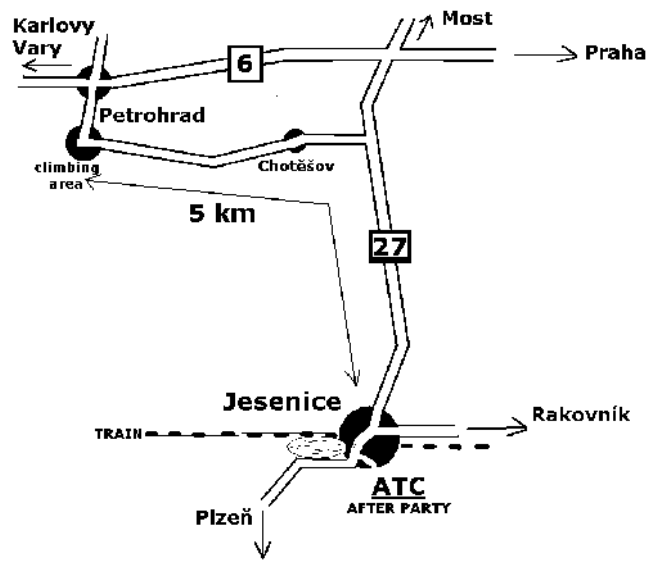 Karlovy
Vary
Most
6
Praha
Petrohrad
climbing
area
Chotěšov
5 km
27
Jesenice
Rakovník
TRAIN
ATC
AFTER PARTY
Plzeň